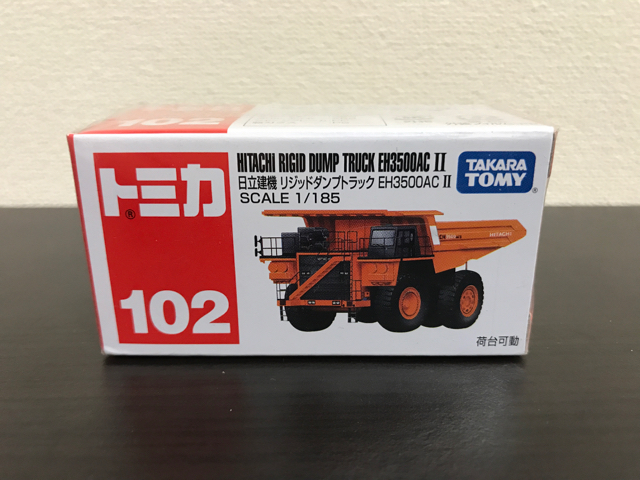 102
トミカ®
102
HITACHI RIGID DUMP TRUCK EH3500AC II
日立建機 リジッドダンプトラック EH3500AC II
SCALE 1/185
TAKARA
TOMY®
HITACHI
荷台可動